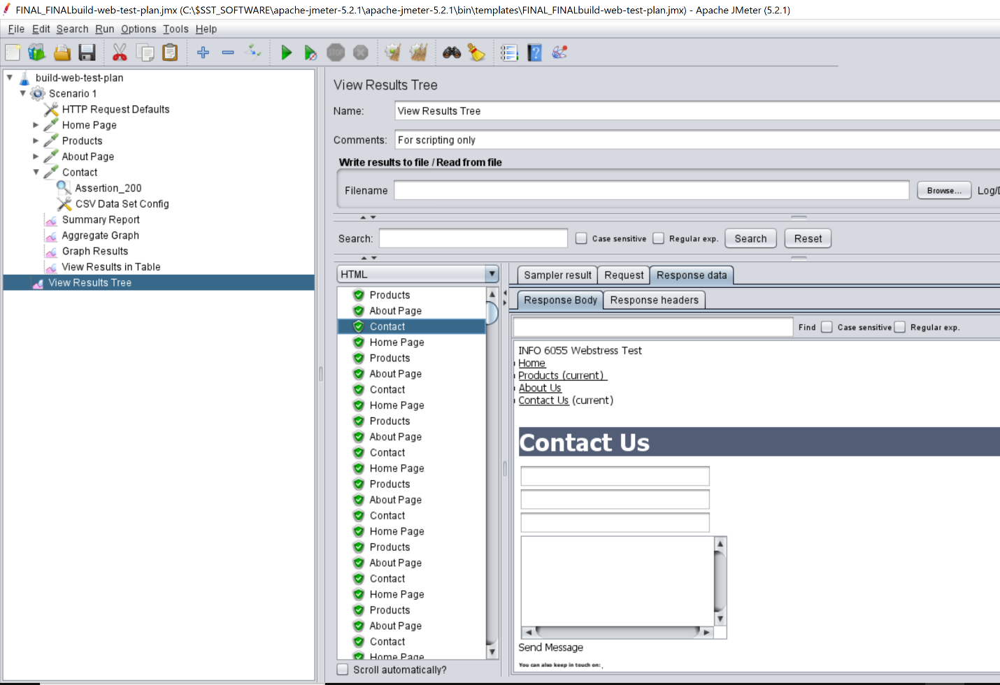 FINAL_FINALbuild-web-test-plan.jmx (C:\$SST_SOFTWARE\apache-jmeter-5.2.1\apache-jmeter-5.2.1\bin\templates\FINAL_FINALbuild-web-test-plan.jmx) - Apache JMeter (5.2.1)
File Edit Search Run Options Tools Help
STOP
build-web-test-plan
Scenario 1
HTTP Request Defaults
Home Page
Products
About Page
Contact
Assertion_200
CSV Data Set Config
Summary Report
Aggregate Graph
Graph Results
View Results in Table
View Results Tree
View Results Tree
Name: View Results Tree
Comments: For scripting only
Write results to file / Read from file
Filename Browse... Log/D
Search: Case sensitive Regular exp. Search Reset
HTML
Products
About Page
Contact
Home Page
Products
About Page
Contact
Home Page
Products
About Page
Contact
Home Page
Products
About Page
Contact
Home Page
Products
About Page
Contact
Home Page
Products
About Page
Contact
Home Page
Scroll automatically?
Sampler result Request Response data
Response Body Response headers
Find Case sensitive Regular exp.
INFO 6055 Webstress Test
Home
Products (current)
About Us
Contact Us (current)
Contact Us
Send Message
You can also keep in touch on: .